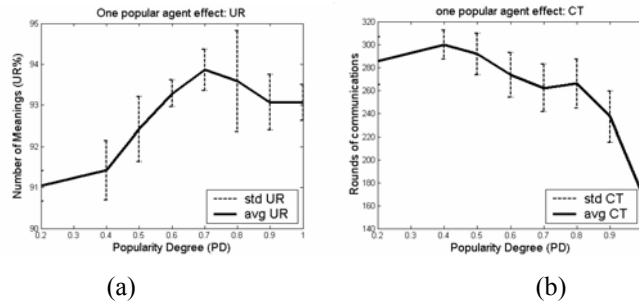 One popular agent effect: UR
Number of Meanings (UR%)
95
94
93
92
91
90
0.2 0.3 0.4 0.5 0.6 0.7 0.8 0.9 1
Popularity Degree (PD)
std UR
avg UR
(a)
one popular agent effect: CT
Rounds of communications
320
300
280
260
240
220
200
180
160
140
0.2 0.3 0.4 0.5 0.6 0.7 0.8 0.9
Popularity Degree (PD)
std CT
avg CT
(b)